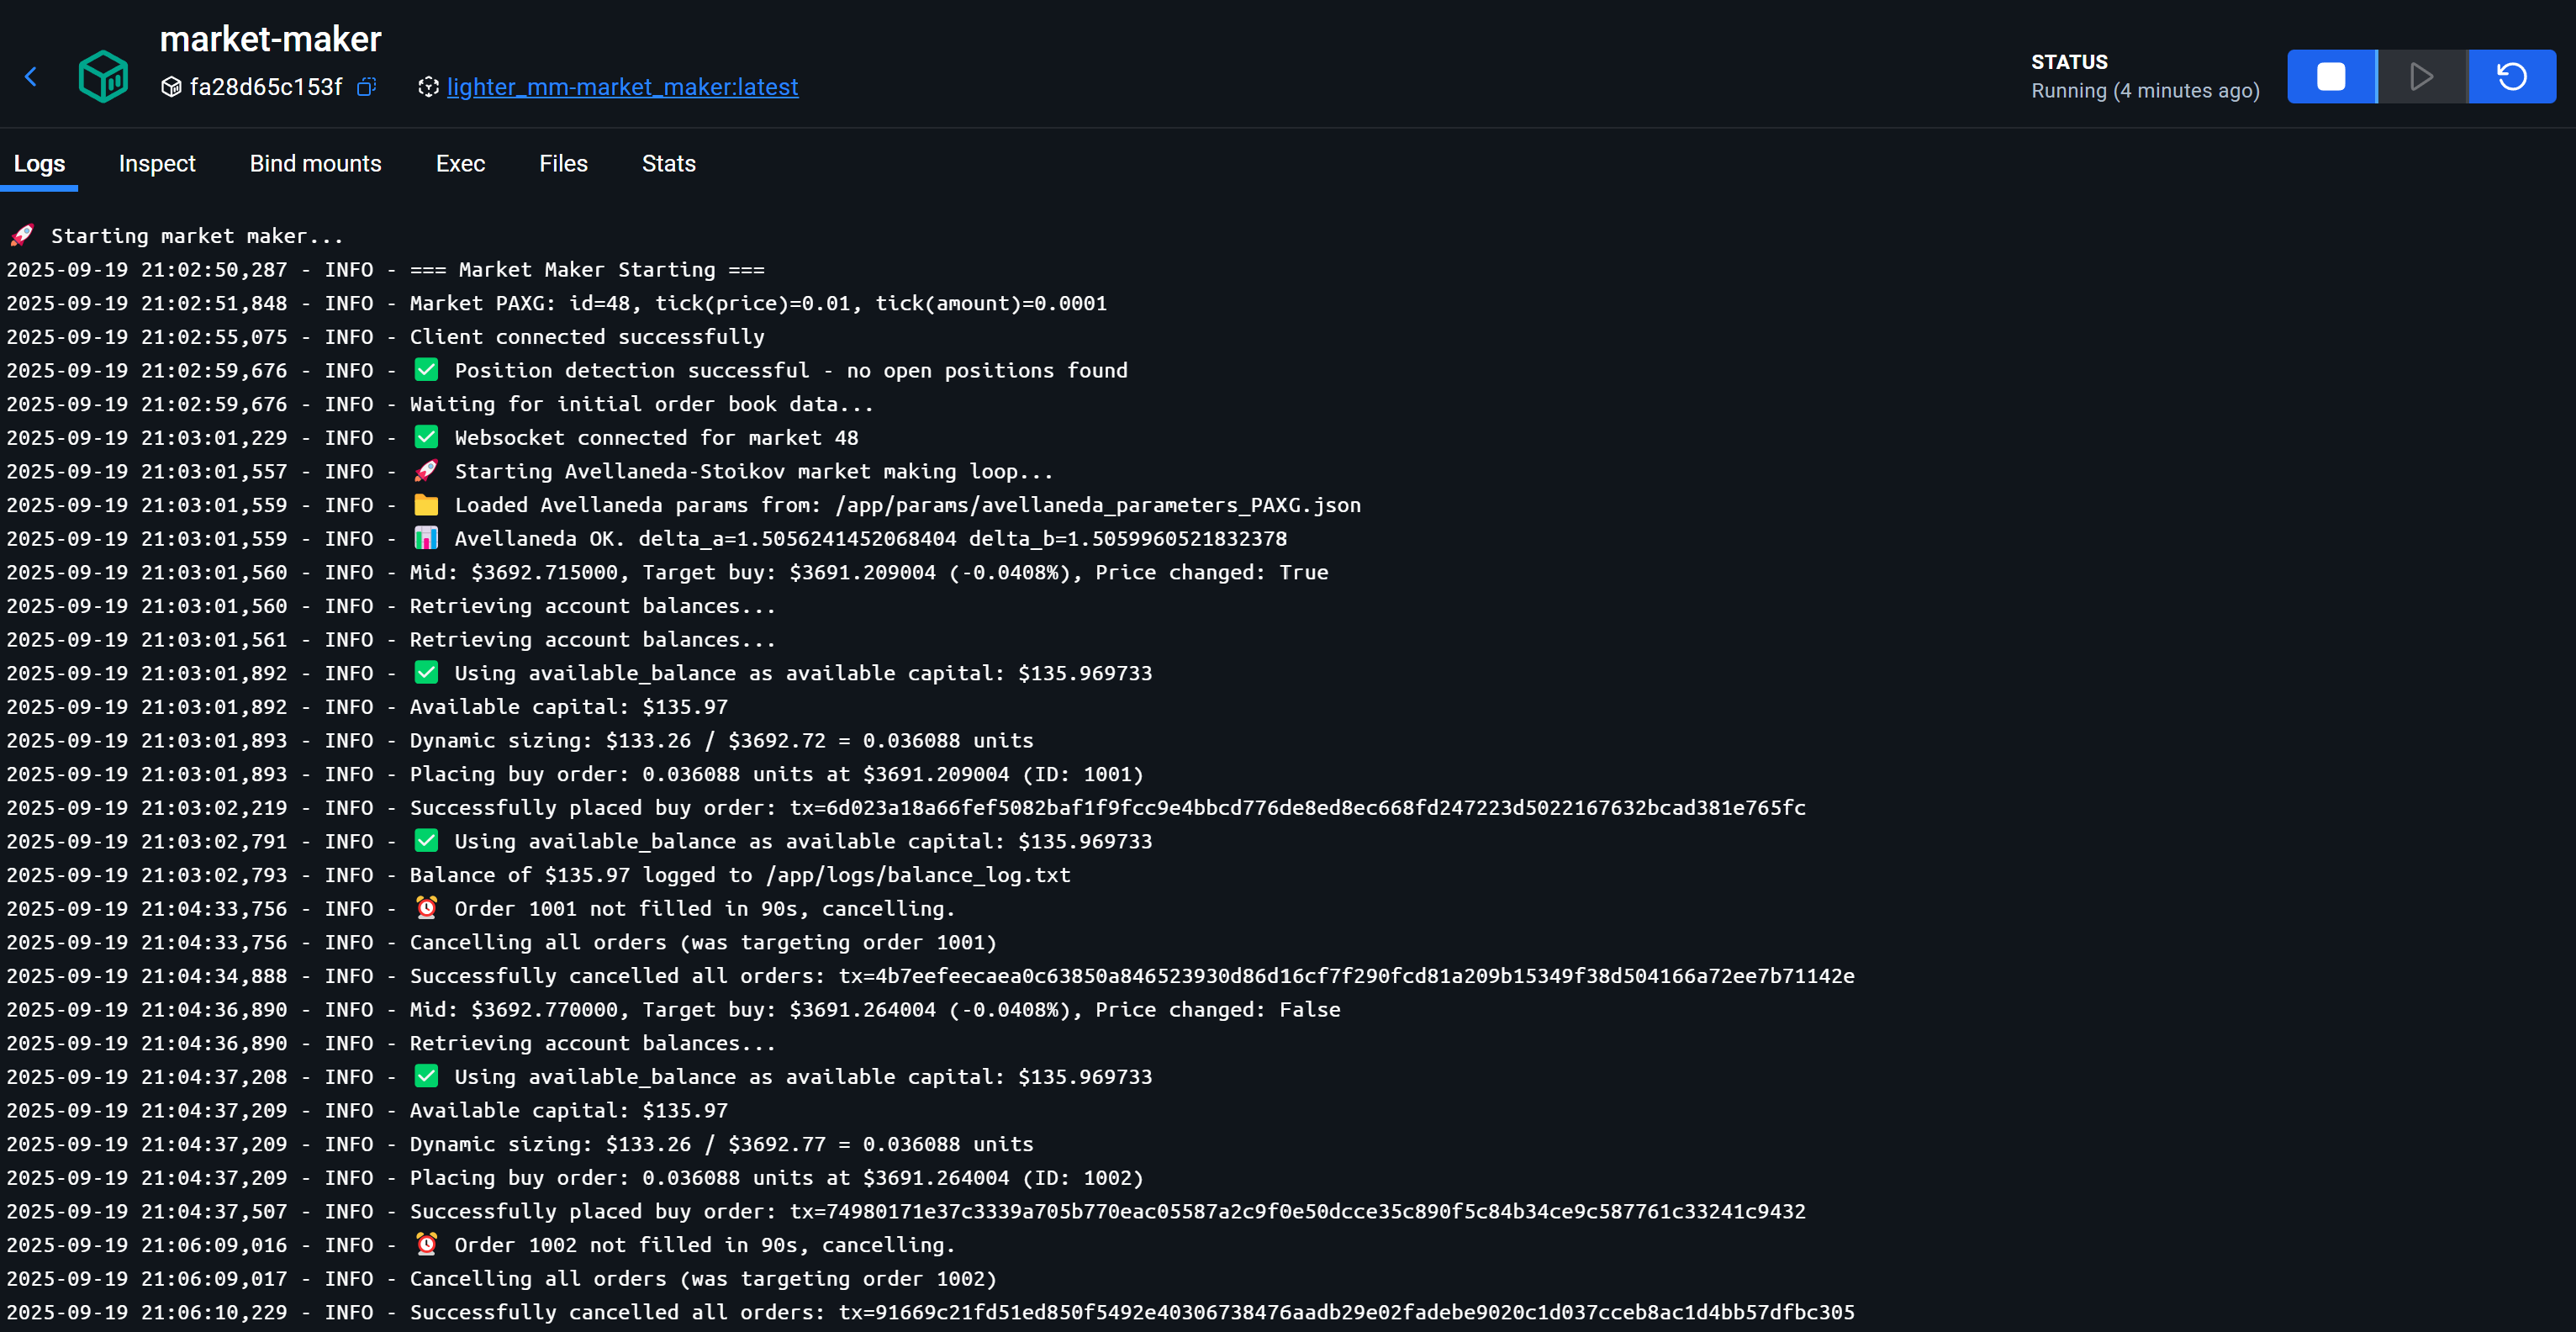 market-maker
fa28d65c153f lighter_mm-market_maker:latest
STATUS
Running (4 minutes ago)
Logs Inspect Bind mounts Exec Files Stats
🚀 Starting market maker...
2025-09-19 21:02:50,287 - INFO - === Market Maker Starting ===
2025-09-19 21:02:51,848 - INFO - Market PAXG: id=48, tick(price)=0.01, tick(amount)=0.0001
2025-09-19 21:02:55,075 - INFO - Client connected successfully
2025-09-19 21:02:59,676 - INFO - ✅ Position detection successful - no open positions found
2025-09-19 21:02:59,676 - INFO - Waiting for initial order book data...
2025-09-19 21:03:01,229 - INFO - ✅ Websocket connected for market 48
2025-09-19 21:03:01,557 - INFO - 🚀 Starting Avellaneda-Stoikov market making loop...
2025-09-19 21:03:01,559 - INFO - 📁 Loaded Avellaneda params from: /app/params/avellaneda_parameters_PAXG.json
2025-09-19 21:03:01,559 - INFO - 📊 Avellaneda OK. delta_a=1.5056241452068404 delta_b=1.5059960521832378
2025-09-19 21:03:01,560 - INFO - Mid: $3692.715000, Target buy: $3691.209004 (-0.0408%), Price changed: True
2025-09-19 21:03:01,560 - INFO - Retrieving account balances...
2025-09-19 21:03:01,561 - INFO - Retrieving account balances...
2025-09-19 21:03:01,892 - INFO - ✅ Using available_balance as available capital: $135.969733
2025-09-19 21:03:01,892 - INFO - Available capital: $135.97
2025-09-19 21:03:01,893 - INFO - Dynamic sizing: $133.26 / $3692.72 = 0.036088 units
2025-09-19 21:03:01,893 - INFO - Placing buy order: 0.036088 units at $3691.209004 (ID: 1001)
2025-09-19 21:03:02,219 - INFO - Successfully placed buy order: tx=6d023a18a66fef5082baf1f9fcc9e4bbcd776de8ed8ec668fd247223d5022167632bcad381e765fc
2025-09-19 21:03:02,791 - INFO - ✅ Using available_balance as available capital: $135.969733
2025-09-19 21:03:02,793 - INFO - Balance of $135.97 logged to /app/logs/balance_log.txt
2025-09-19 21:04:33,756 - INFO - ⏰ Order 1001 not filled in 90s, cancelling.
2025-09-19 21:04:33,756 - INFO - Cancelling all orders (was targeting order 1001)
2025-09-19 21:04:34,888 - INFO - Successfully cancelled all orders: tx=4b7eefeecaea0c63850a846523930d86d16cf7f290fcd81a209b15349f38d504166a72ee7b71142e
2025-09-19 21:04:36,890 - INFO - Mid: $3692.770000, Target buy: $3691.264004 (-0.0408%), Price changed: False
2025-09-19 21:04:36,890 - INFO - Retrieving account balances...
2025-09-19 21:04:37,208 - INFO - ✅ Using available_balance as available capital: $135.969733
2025-09-19 21:04:37,209 - INFO - Available capital: $135.97
2025-09-19 21:04:37,209 - INFO - Dynamic sizing: $133.26 / $3692.77 = 0.036088 units
2025-09-19 21:04:37,209 - INFO - Placing buy order: 0.036088 units at $3691.264004 (ID: 1002)
2025-09-19 21:04:37,507 - INFO - Successfully placed buy order: tx=74980171e37c3339a705b770eac05587a2c9f0e50dcce35c890f5c84b34ce9c587761c33241c9432
2025-09-19 21:06:09,016 - INFO - ⏰ Order 1002 not filled in 90s, cancelling.
2025-09-19 21:06:09,017 - INFO - Cancelling all orders (was targeting order 1002)
2025-09-19 21:06:10,229 - INFO - Successfully cancelled all orders: tx=91669c21fd51ed850f5492e40306738476aadb29e02fadebe9020c1d037cceb8ac1d4bb57dfbc305